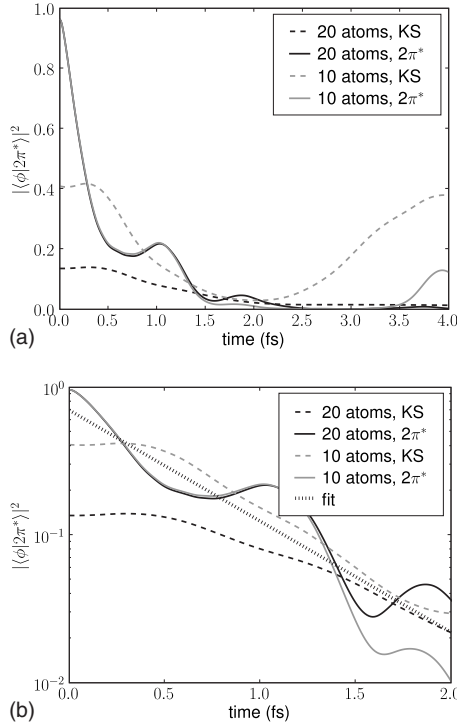 1.0
0.8
0.6
0.4
0.2
0.0
|⟨ϕ|2π*⟩|²
20 atoms, KS
20 atoms, 2π*
10 atoms, KS
10 atoms, 2π*
0.0 0.5 1.0 1.5 2.0 2.5 3.0 3.5 4.0
time (fs)
(a)
10⁰
10⁻¹
10⁻²
|⟨ϕ|2π*⟩|²
20 atoms, KS
20 atoms, 2π*
10 atoms, KS
10 atoms, 2π*
fit
0.0 0.5 1.0 1.5 2.0
time (fs)
(b)